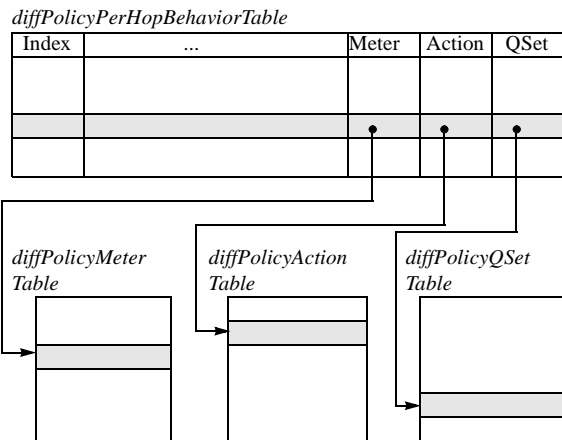 diffPolicyPerHopBehaviorTable
Index ... Meter Action QSet
diffPolicyMeter diffPolicyAction diffPolicyQSet
Table Table Table